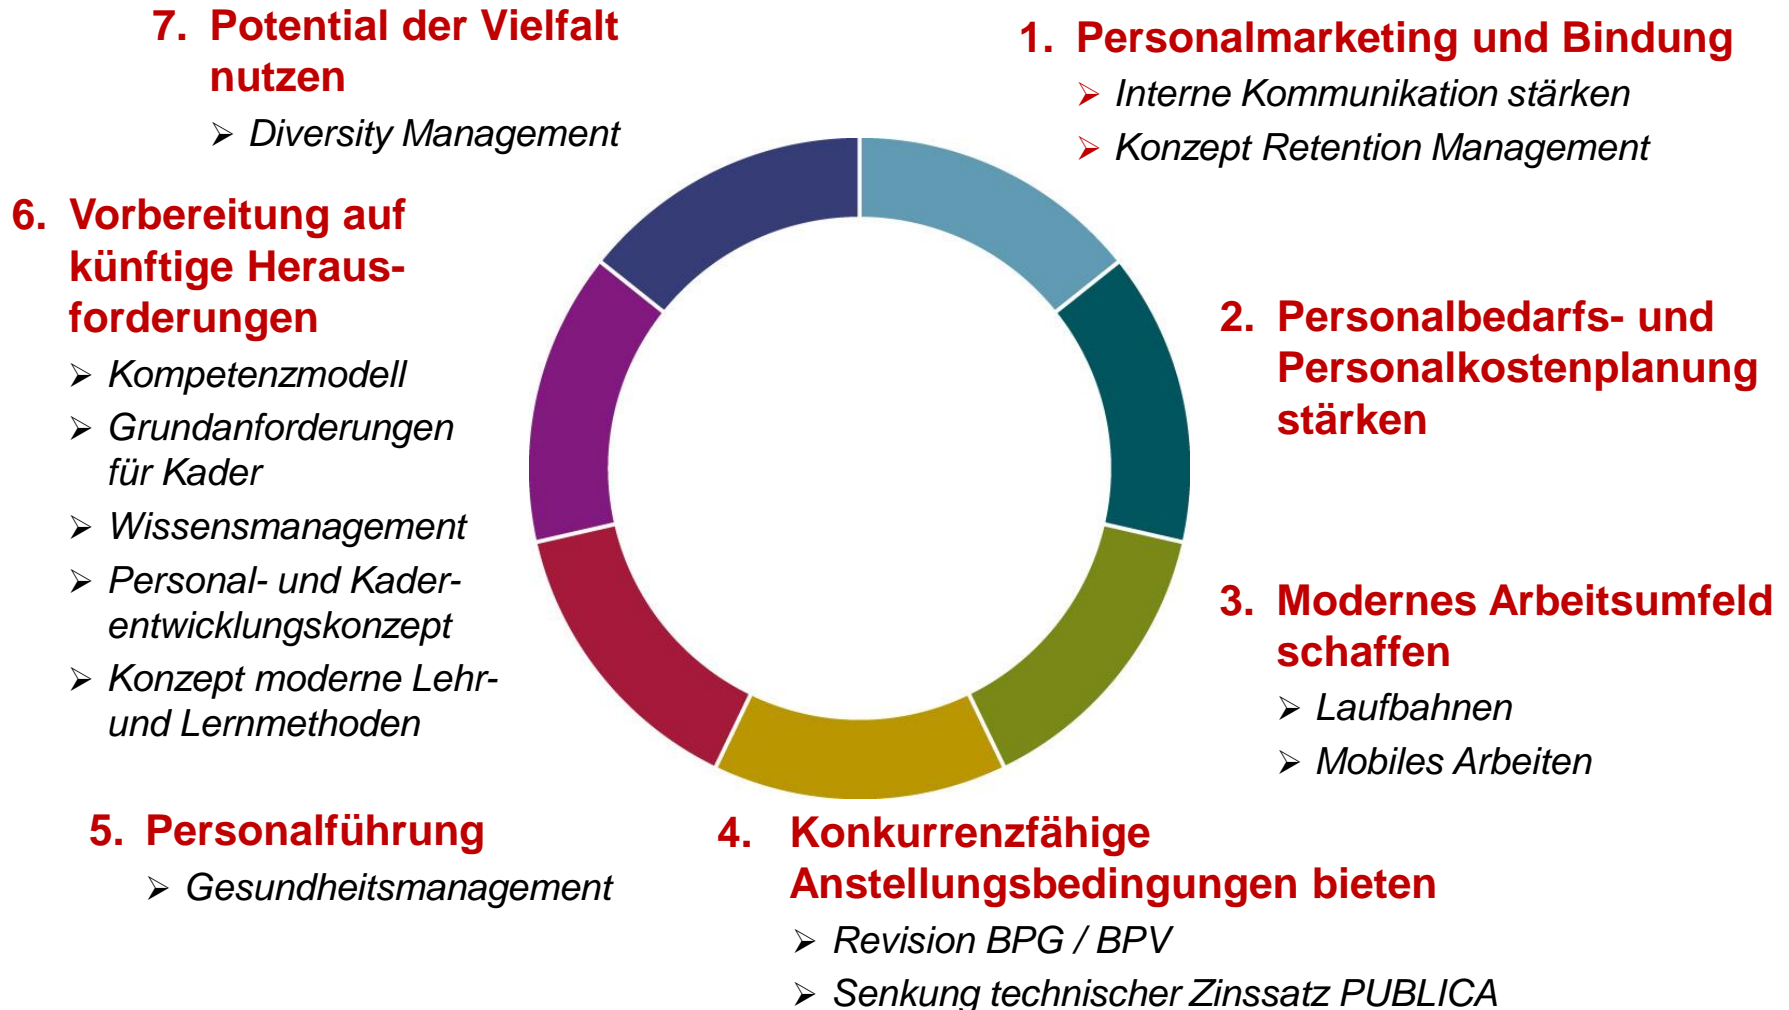 1. Personalmarketing und Bindung
➢ Interne Kommunikation stärken
➢ Konzept Retention Management
2. Personalbedarfs- und
Personalkostenplanung
stärken
3. Modernes Arbeitsumfeld
schaffen
➢ Laufbahnen
➢ Mobiles Arbeiten
4. Konkurrenzfähige
Anstellungsbedingungen bieten
➢ Revision BPG / BPV
➢ Senkung technischer Zinssatz PUBLICA
5. Personalführung
➢ Gesundheitsmanagement
6. Vorbereitung auf
künftige Heraus-
forderungen
➢ Kompetenzmodell
➢ Grundanforderungen
für Kader
➢ Wissensmanagement
➢ Personal- und Kader-
entwicklungskonzept
➢ Konzept moderne Lehr-
und Lernmethoden
7. Potential der Vielfalt
nutzen
➢ Diversity Management